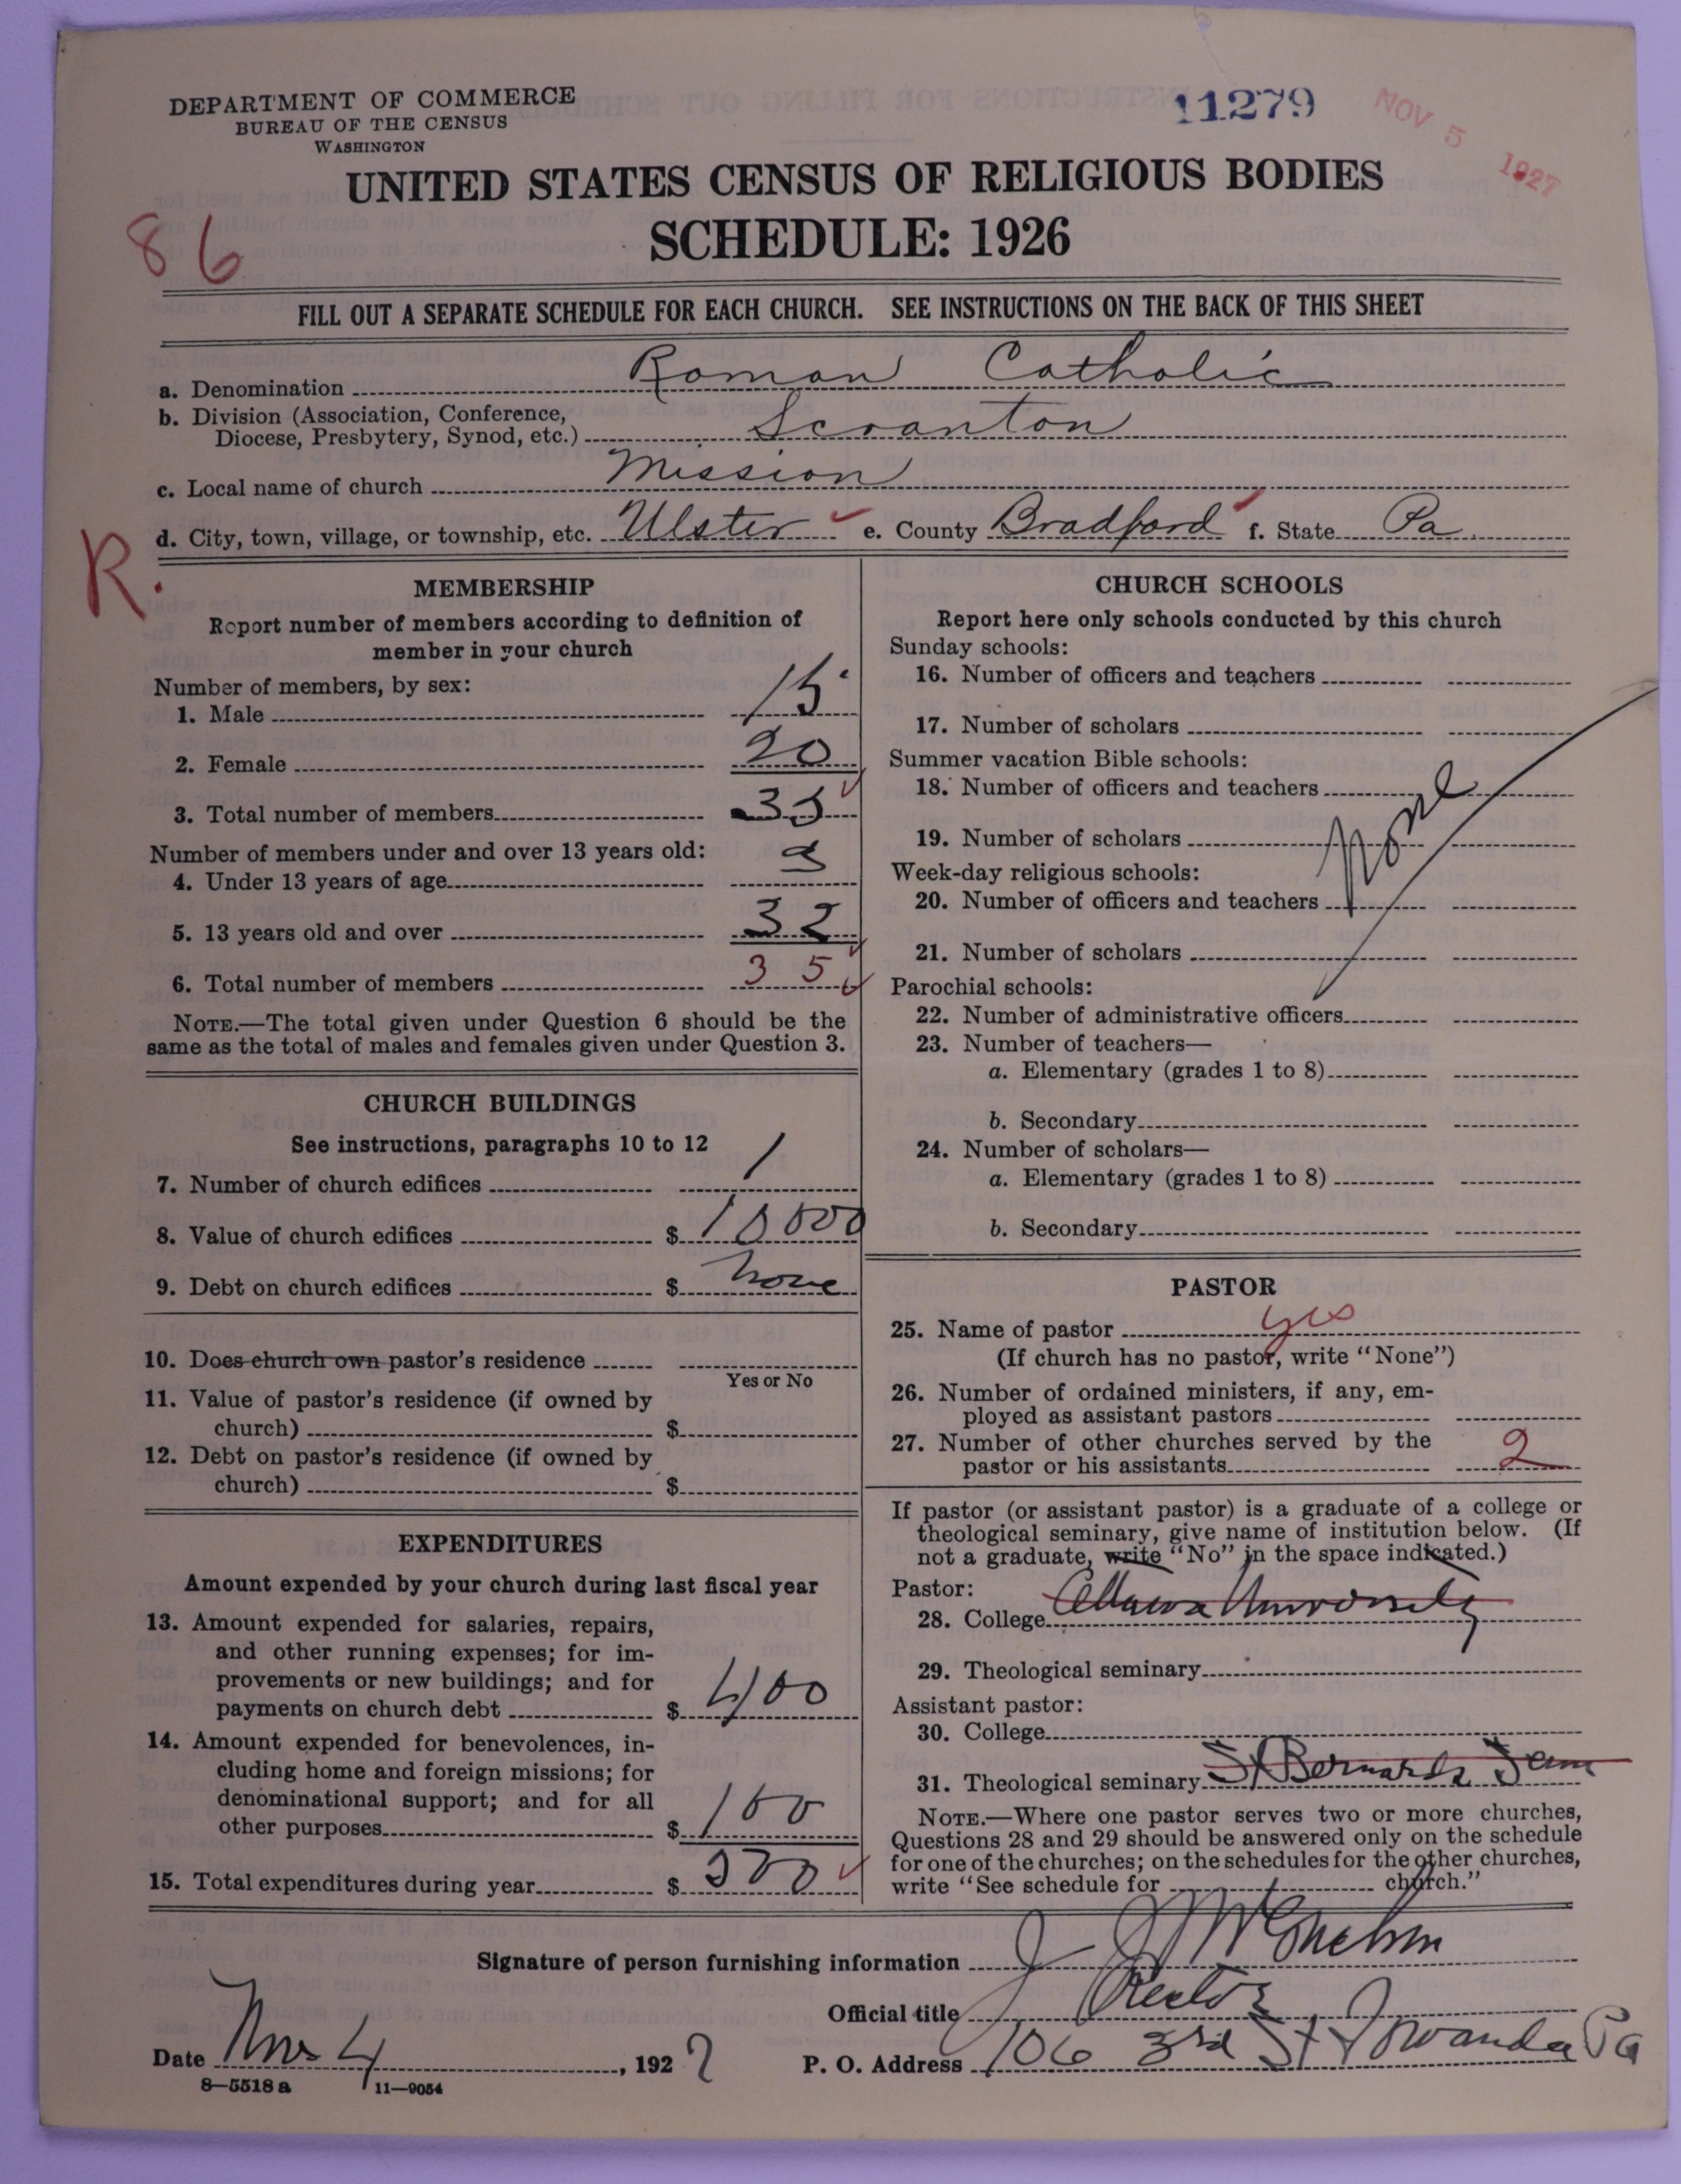 DEPARTMENT OF COMMERCE
BUREAU OF THE CENSUS
WASHINGTON
11279
NOV 5 1927
UNITED STATES CENSUS OF RELIGIOUS BODIES
SCHEDULE: 1926
86
FILL OUT A SEPARATE SCHEDULE FOR EACH CHURCH. SEE INSTRUCTIONS ON THE BACK OF THIS SHEET
a. Denomination Roman Catholic
b. Division (Association, Conference,
Diocese, Presbytery, Synod, etc.) Scranton
c. Local name of church Mission
d. City, town, village, or township, etc. Ulster e. County Bradford f. State Pa
R.
MEMBERSHIP
Report number of members according to definition of
member in your church
Number of members, by sex:
1. Male 15
2. Female 20
3. Total number of members 35
Number of members under and over 13 years old:
4. Under 13 years of age 3
5. 13 years old and over 32
6. Total number of members 35
NOTE.—The total given under Question 6 should be the
same as the total of males and females given under Question 3.
CHURCH BUILDINGS
See instructions, paragraphs 10 to 12
7. Number of church edifices 1
8. Value of church edifices $ 10000
9. Debt on church edifices $ none
10. Does church own pastor's residence
Yes or No
11. Value of pastor's residence (if owned by
church) $
12. Debt on pastor's residence (if owned by
church) $
EXPENDITURES
Amount expended by your church during last fiscal year
13. Amount expended for salaries, repairs,
and other running expenses; for im-
provements or new buildings; and for
payments on church debt $ 400
14. Amount expended for benevolences, in-
cluding home and foreign missions; for
denominational support; and for all
other purposes $ 100
15. Total expenditures during year $ 500
CHURCH SCHOOLS
Report here only schools conducted by this church
Sunday schools:
16. Number of officers and teachers
17. Number of scholars
Summer vacation Bible schools:
18. Number of officers and teachers
None
19. Number of scholars
Week-day religious schools:
20. Number of officers and teachers
21. Number of scholars
Parochial schools:
22. Number of administrative officers
23. Number of teachers—
a. Elementary (grades 1 to 8)
b. Secondary
24. Number of scholars—
a. Elementary (grades 1 to 8)
b. Secondary
PASTOR
25. Name of pastor yes
(If church has no pastor, write "None")
26. Number of ordained ministers, if any, em-
ployed as assistant pastors
27. Number of other churches served by the
pastor or his assistants 2
If pastor (or assistant pastor) is a graduate of a college or
theological seminary, give name of institution below. (If
not a graduate, write "No" in the space indicated.)
Pastor:
28. College Ottawa University
29. Theological seminary
Assistant pastor:
30. College
31. Theological seminary St Bernards Sem
NOTE.—Where one pastor serves two or more churches,
Questions 28 and 29 should be answered only on the schedule
for one of the churches; on the schedules for the other churches,
write "See schedule for church."
Signature of person furnishing information J J
Official title Rector
Date Nov 4, 1927
P. O. Address 106 3rd St Towanda Pa
8—5518 a 11—9054